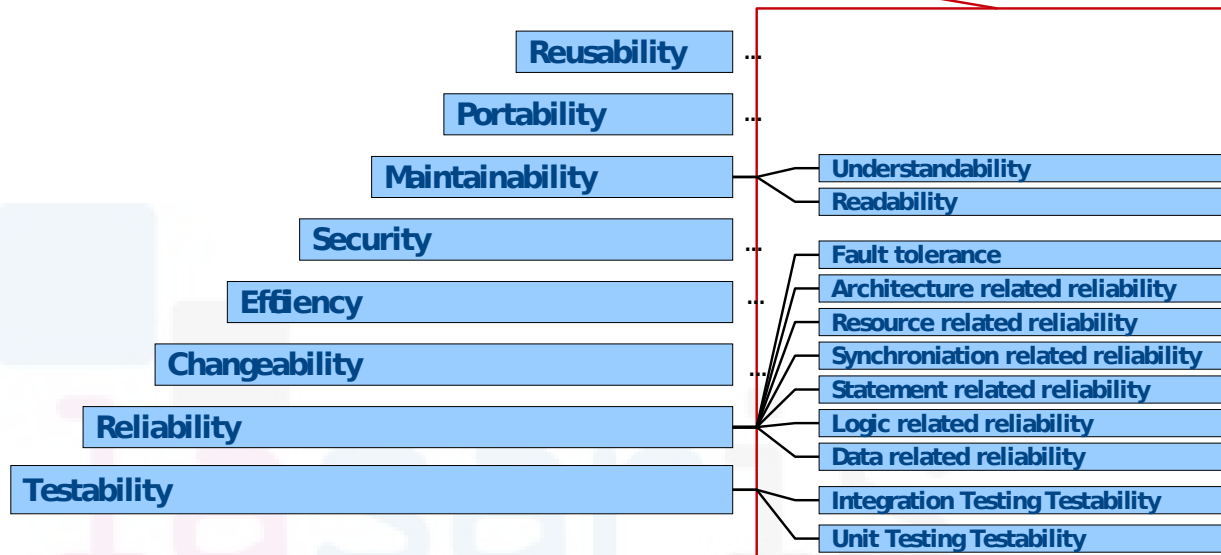 Reusability ...
Portability ...
Maintainability
Understandability
Readability
Security ...
Effiiency ...
Changeability ...
Reliability
Fault tolerance
Architecture related reliability
Resource related reliability
Synchroniation related reliability
Statement related reliability
Logic related reliability
Data related reliability
Testability
Integration Testing Testability
Unit Testing Testability